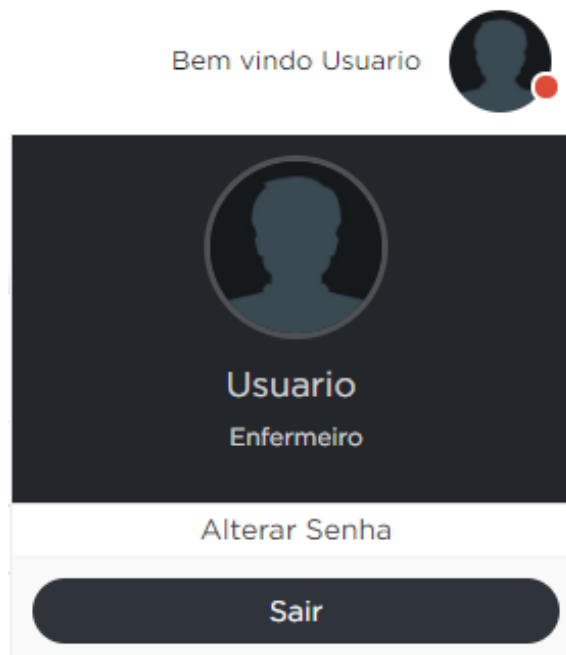 Bem vindo Usuario
Usuario
Enfermeiro
Alterar Senha
Sair